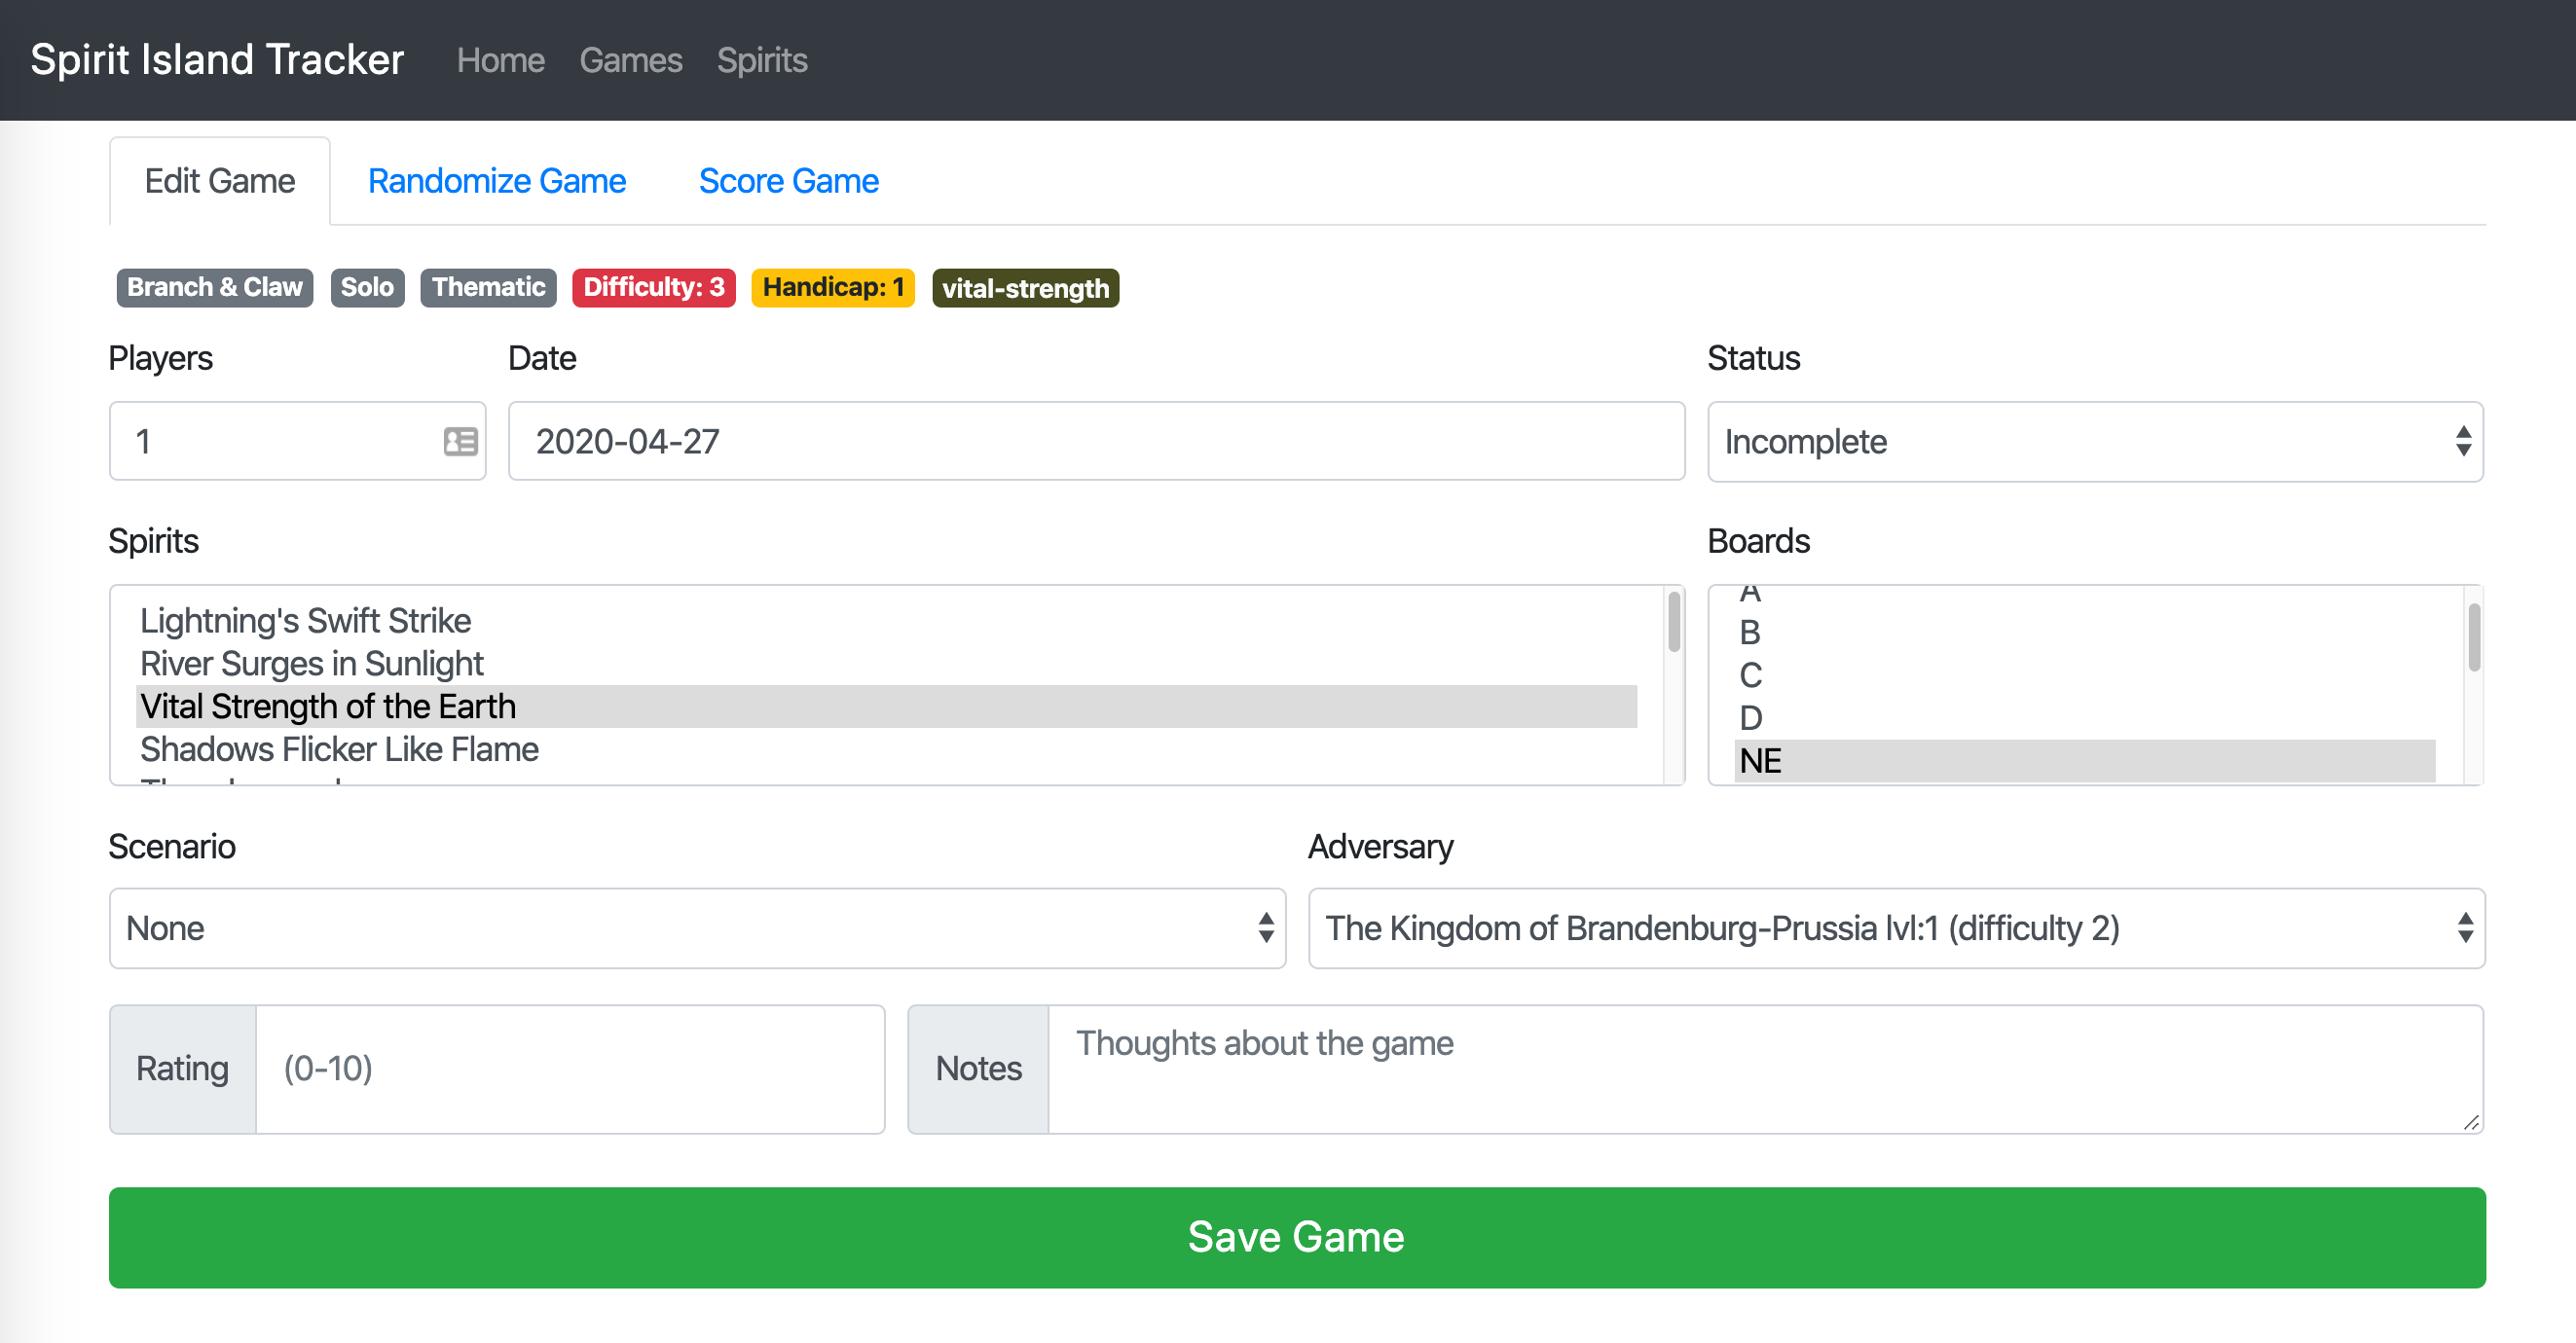 Spirit Island Tracker Home Games Spirits
Edit Game Randomize Game Score Game
Branch & Claw Solo Thematic Difficulty: 3 Handicap: 1 vital-strength
Players Date Status
1 2020-04-27 Incomplete
Spirits Boards
Lightning's Swift Strike
River Surges in Sunlight
Vital Strength of the Earth
Shadows Flicker Like Flame
A
B
C
D
NE
Scenario Adversary
None The Kingdom of Brandenburg-Prussia lvl:1 (difficulty 2)
Rating (0-10) Notes Thoughts about the game
Save Game